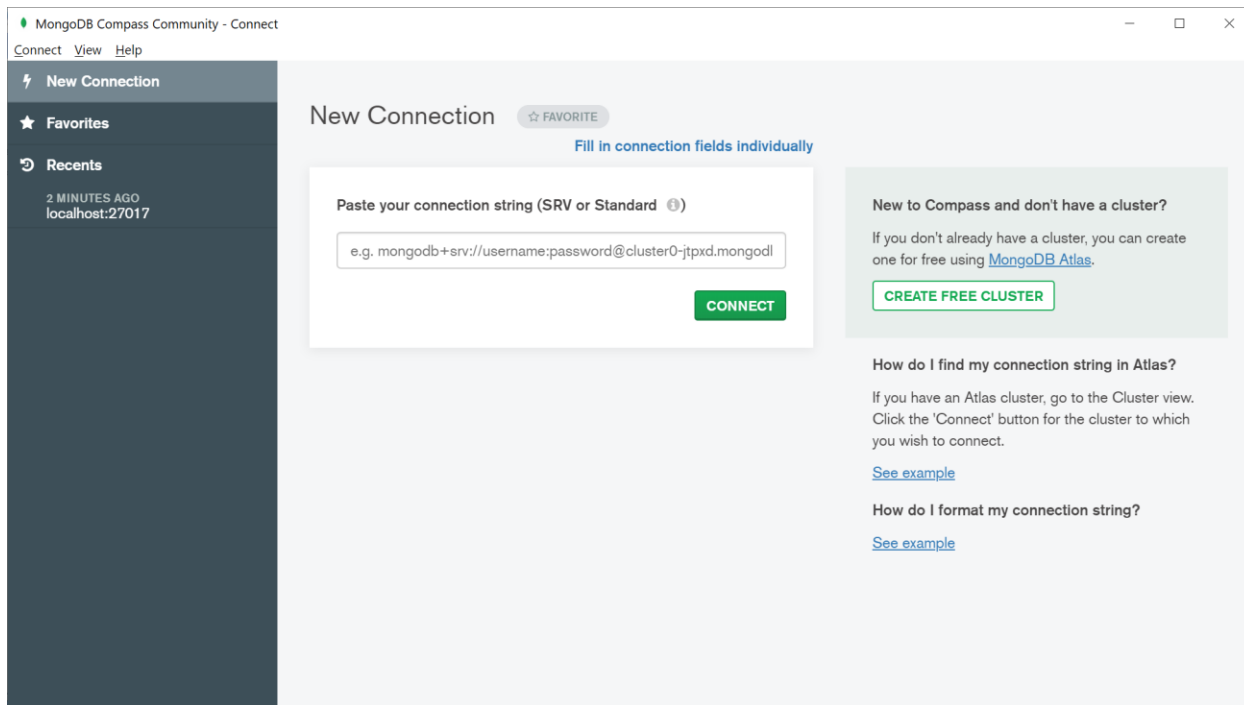 MongoDB Compass Community - Connect
Connect View Help
New Connection
Favorites
Recents
2 MINUTES AGO
localhost:27017
New Connection
FAVORITE
Fill in connection fields individually
Paste your connection string (SRV or Standard )
e.g. mongodb+srv://username:password@cluster0-jtpxd.mongodl
CONNECT
New to Compass and don't have a cluster?
If you don't already have a cluster, you can create
one for free using MongoDB Atlas.
CREATE FREE CLUSTER
How do I find my connection string in Atlas?
If you have an Atlas cluster, go to the Cluster view.
Click the 'Connect' button for the cluster to which
you wish to connect.
See example
How do I format my connection string?
See example